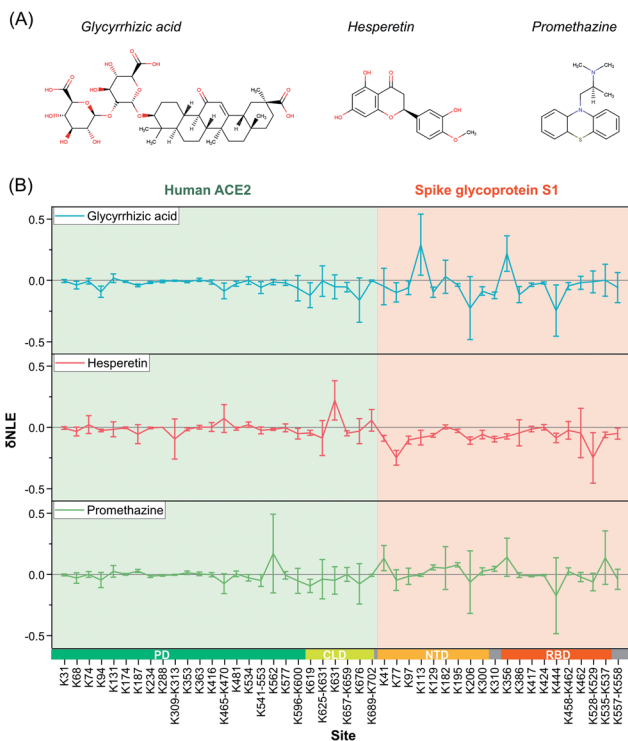 (A)
Glycyrrhizic acid
Hesperetin
Promethazine
(B)
Human ACE2
Spike glycoprotein S1
Glycyrrhizic acid
0.5
0.0
-0.5
Hesperetin
0.5
0.0
-0.5
Promethazine
0.5
0.0
-0.5
δNLE
PD
CLD
NTD
RBD
K31
K68
K74
K94
K131
K174
K187
K234
K288
K309-K313
K353
K363
K416
K465-K470
K481
K534
K541-553
K562
K577
K596-K600
K619
K625-K631
K631
K657-K659
K676
K689-K702
K41
K77
K97
K113
K129
K182
K195
K206
K300
K310
K356
K386
K417
K424
K444
K458-K462
K462
K528-K529
K535-K537
K557-K558
Site